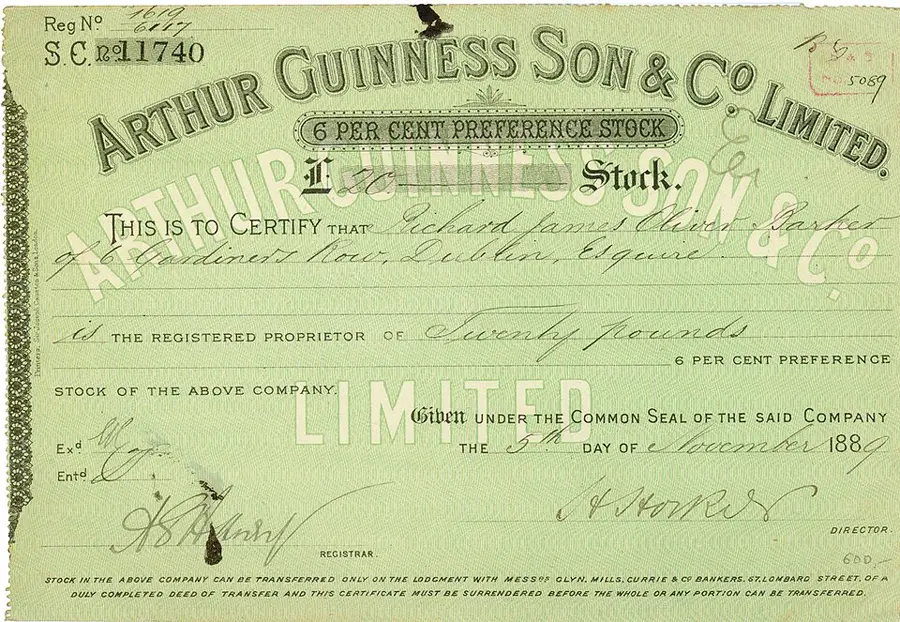 Reg Nº 1619
6117
S.C. nº 11740
5089
ARTHUR GUINNESS SON & Cº LIMITED.
6 PER CENT PREFERENCE STOCK
£ 20 Stock.
THIS IS TO CERTIFY THAT Richard James Oliver Barker
of 6 Gardiners Row, Dublin, Esquire
is THE REGISTERED PROPRIETOR OF Twenty pounds
6 PER CENT PREFERENCE
STOCK OF THE ABOVE COMPANY.
ARTHUR GUINNESS SON & Cº
LIMITED
Given UNDER THE COMMON SEAL OF THE SAID COMPANY
THE 5th DAY OF November 1889
Exd
Entd
REGISTRAR.
DIRECTOR.
600,-
STOCK IN THE ABOVE COMPANY CAN BE TRANSFERRED ONLY ON THE LODGMENT WITH MESSRS GLYN, MILLS, CURRIE & Cº BANKERS, 67, LOMBARD STREET, OF A
DULY COMPLETED DEED OF TRANSFER AND THIS CERTIFICATE MUST BE SURRENDERED BEFORE THE WHOLE OR ANY PORTION CAN BE TRANSFERRED.